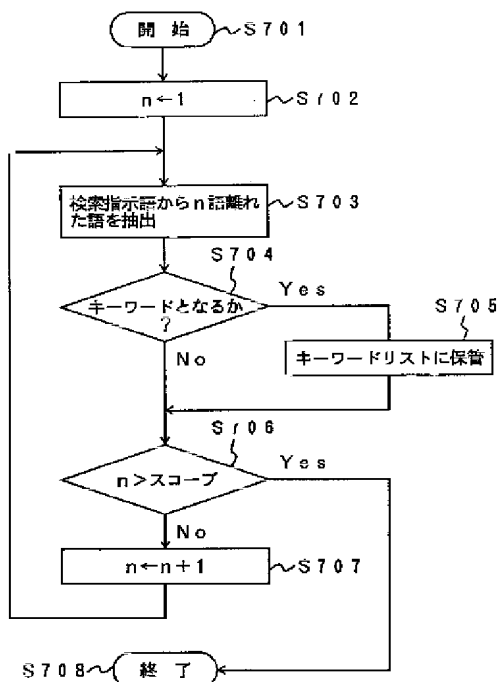 開始 S701
n←1 S702
検索指示語からn語離れ S703
た語を抽出
S704
キーワードとなるか Yes
?
S705
No
キーワードリストに保管
S706
n>スコープ Yes
No
n←n+1 S707
S708 終了